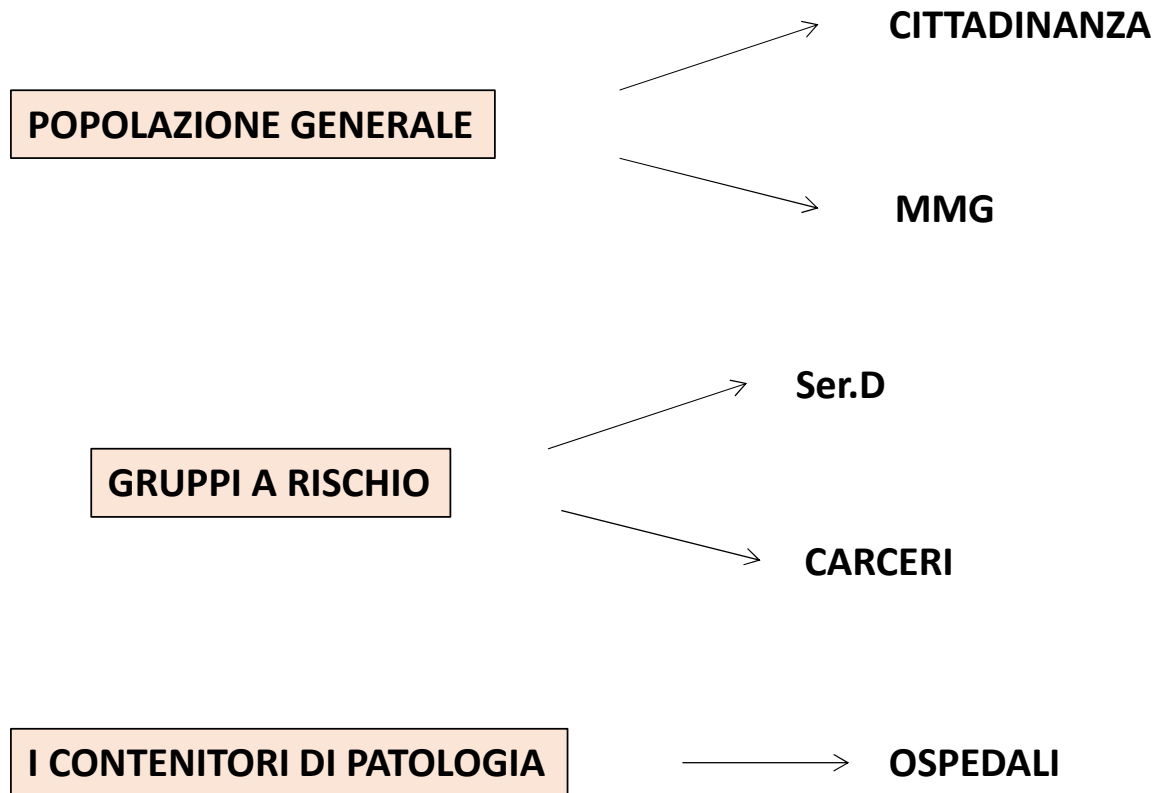 CITTADINANZA
POPOLAZIONE GENERALE
MMG
Ser.D
GRUPPI A RISCHIO
CARCERI
I CONTENITORI DI PATOLOGIA
OSPEDALI